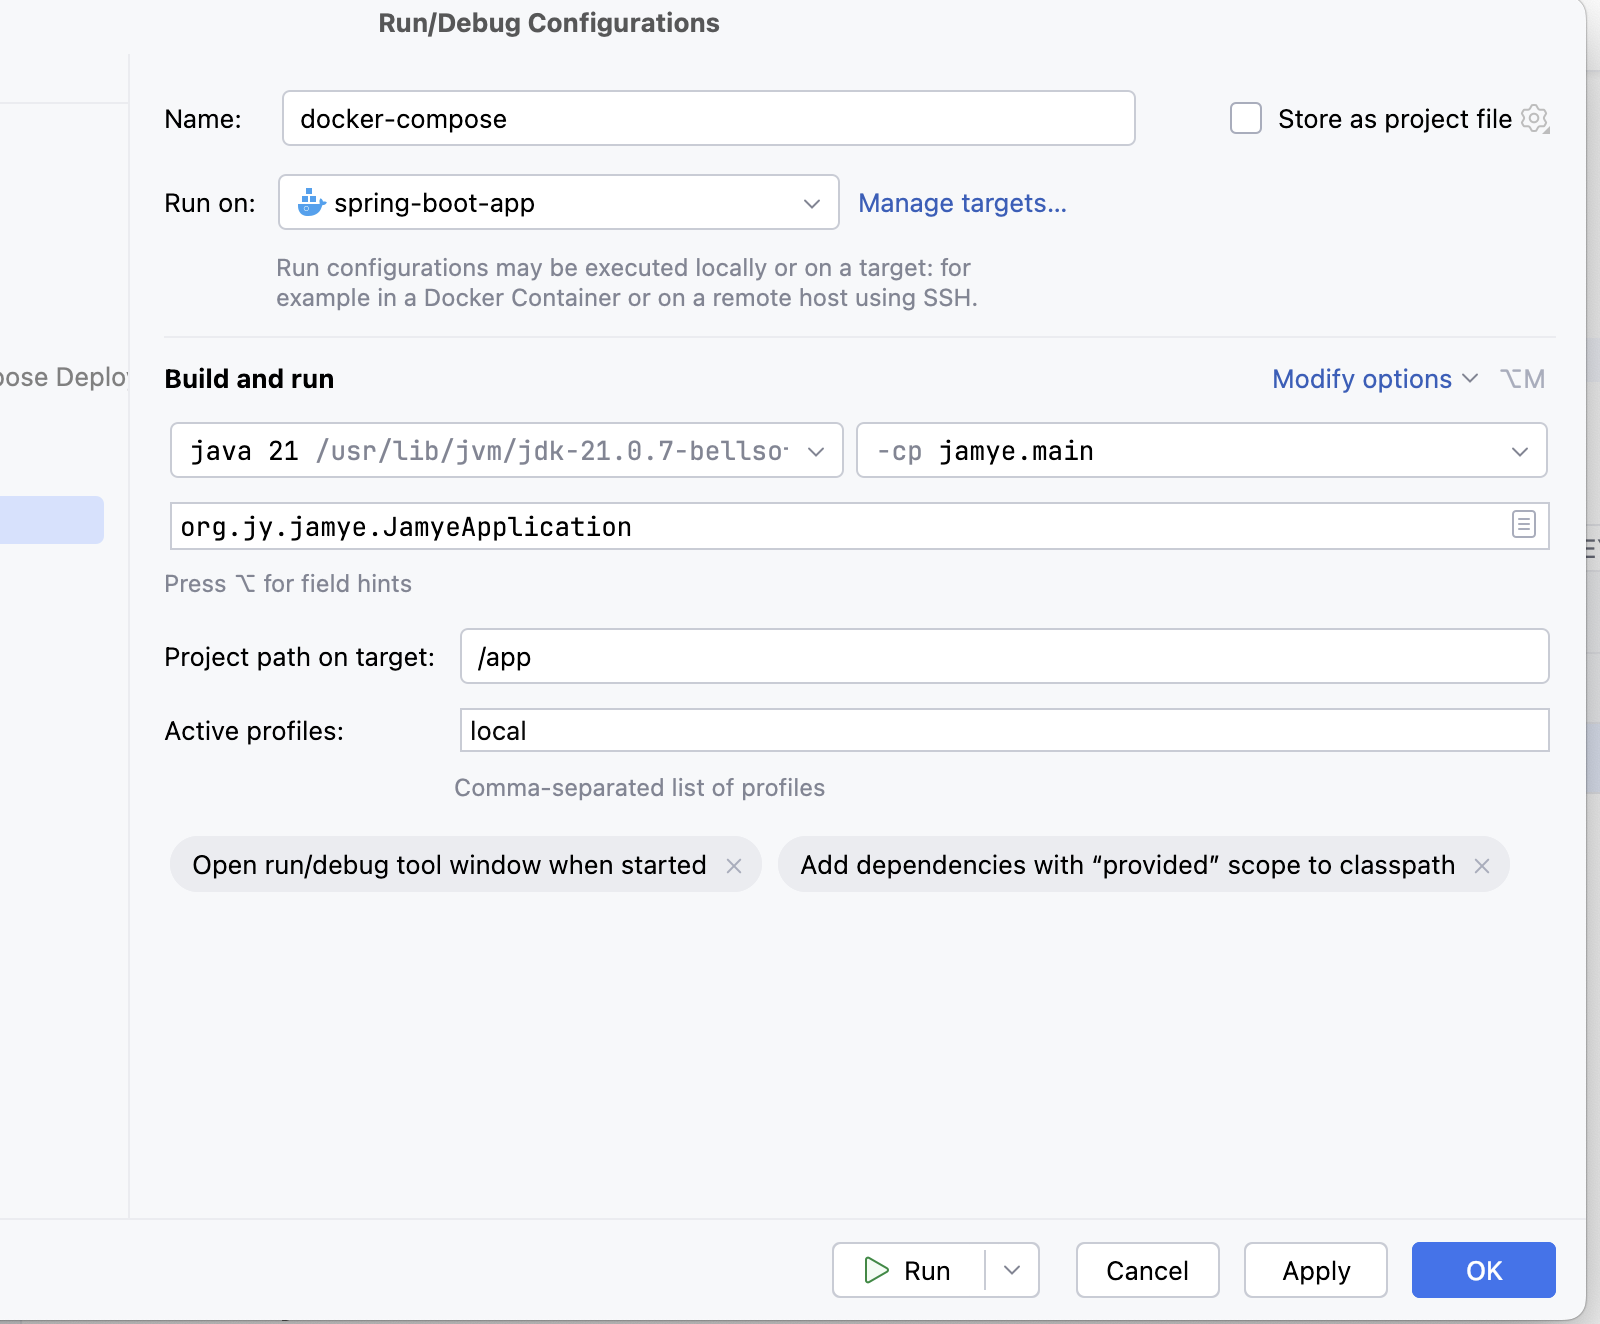 Run/Debug Configurations
Name: docker-compose Store as project file
Run on: spring-boot-app Manage targets...
Run configurations may be executed locally or on a target: for
example in a Docker Container or on a remote host using SSH.
Build and run Modify options ⌥M
java 21 /usr/lib/jvm/jdk-21.0.7-bellso -cp jamye.main
org.jy.jamye.JamyeApplication
Press ⌥ for field hints
Project path on target: /app
Active profiles: local
Comma-separated list of profiles
Open run/debug tool window when started × Add dependencies with “provided” scope to classpath ×
Run Cancel Apply OK
ose Deplo